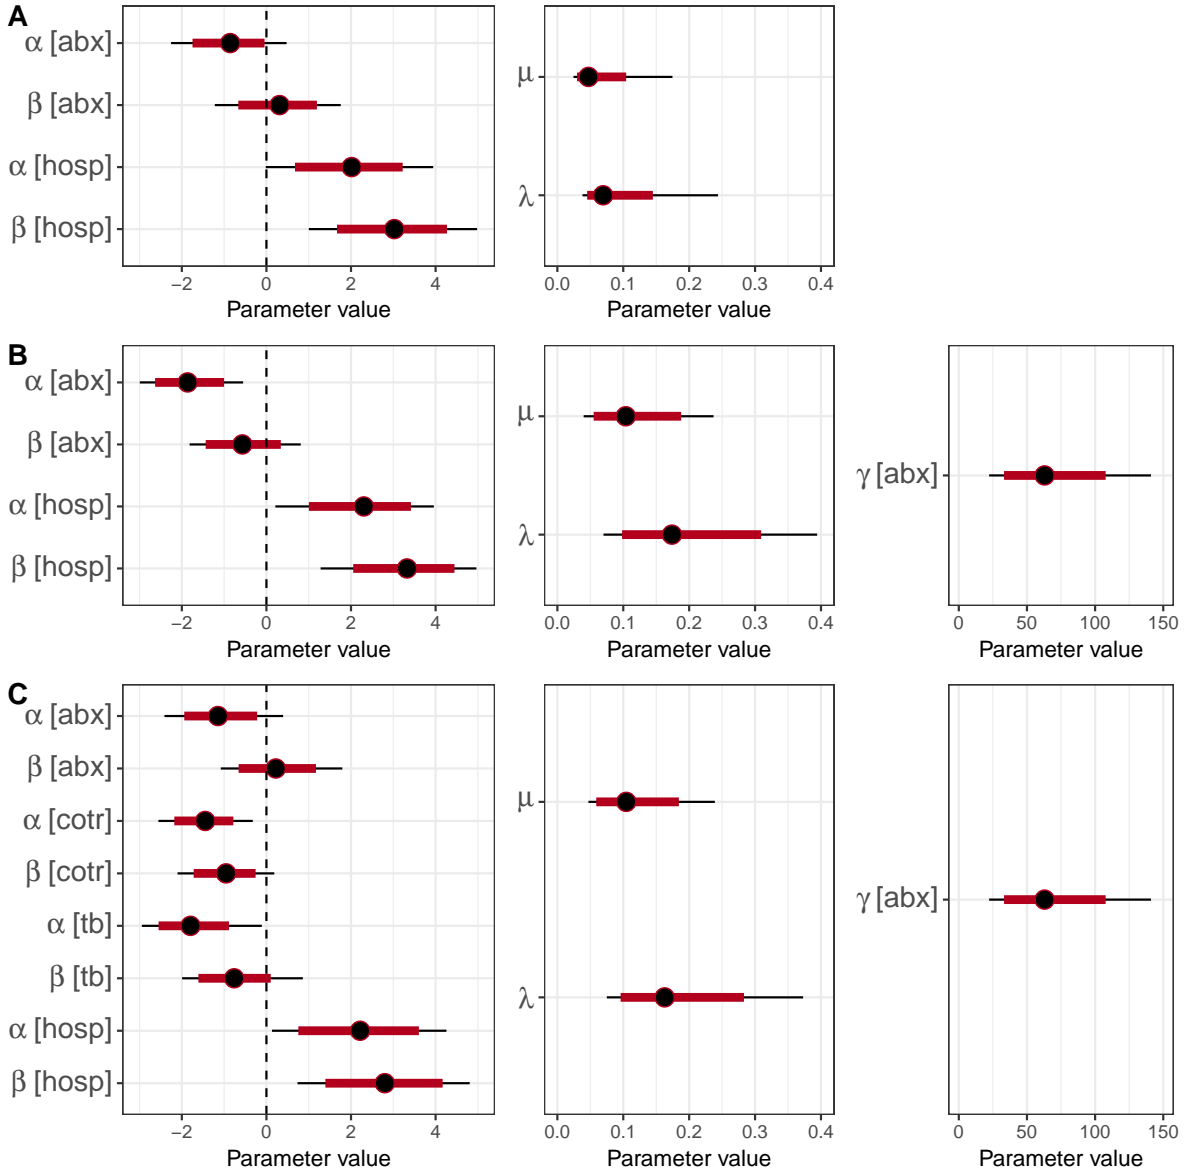 A
α [abx]
β [abx]
α [hosp]
β [hosp]
−2 0 2 4
Parameter value
μ
λ
0.0 0.1 0.2 0.3 0.4
Parameter value
B
α [abx]
β [abx]
α [hosp]
β [hosp]
−2 0 2 4
Parameter value
μ
λ
0.0 0.1 0.2 0.3 0.4
Parameter value
γ [abx]
0 50 100 150
Parameter value
C
α [abx]
β [abx]
α [cotr]
β [cotr]
α [tb]
β [tb]
α [hosp]
β [hosp]
−2 0 2 4
Parameter value
μ
λ
0.0 0.1 0.2 0.3 0.4
Parameter value
γ [abx]
0 50 100 150
Parameter value